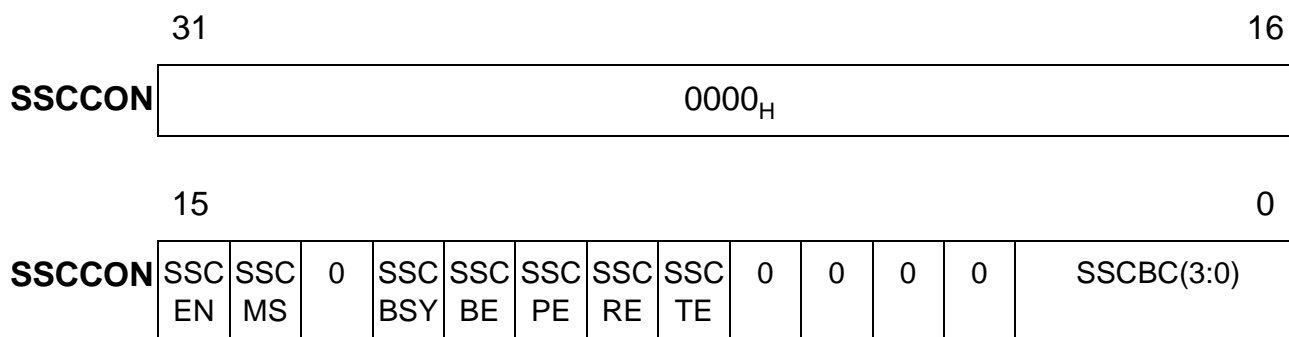 31 16
SSCCON 0000H
15 0
SSCCON SSC SSC 0 SSC SSC SSC SSC SSC 0 0 0 0 SSCBC(3:0)
EN MS BSY BE PE RE TE